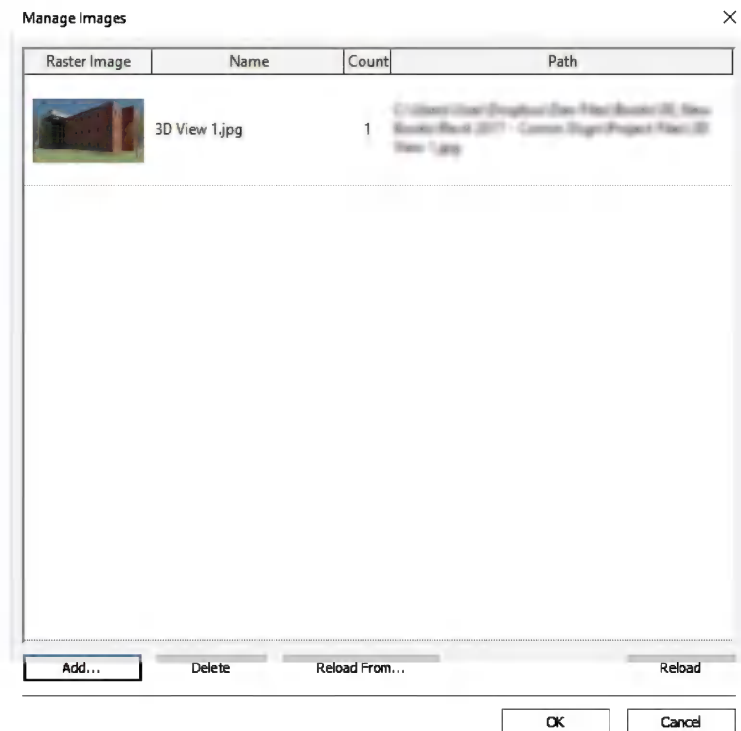 Manage Images
Raster Image Name Count Path
3D View 1.jpg 1
Add... Delete Reload From... Reload
OK Cancel